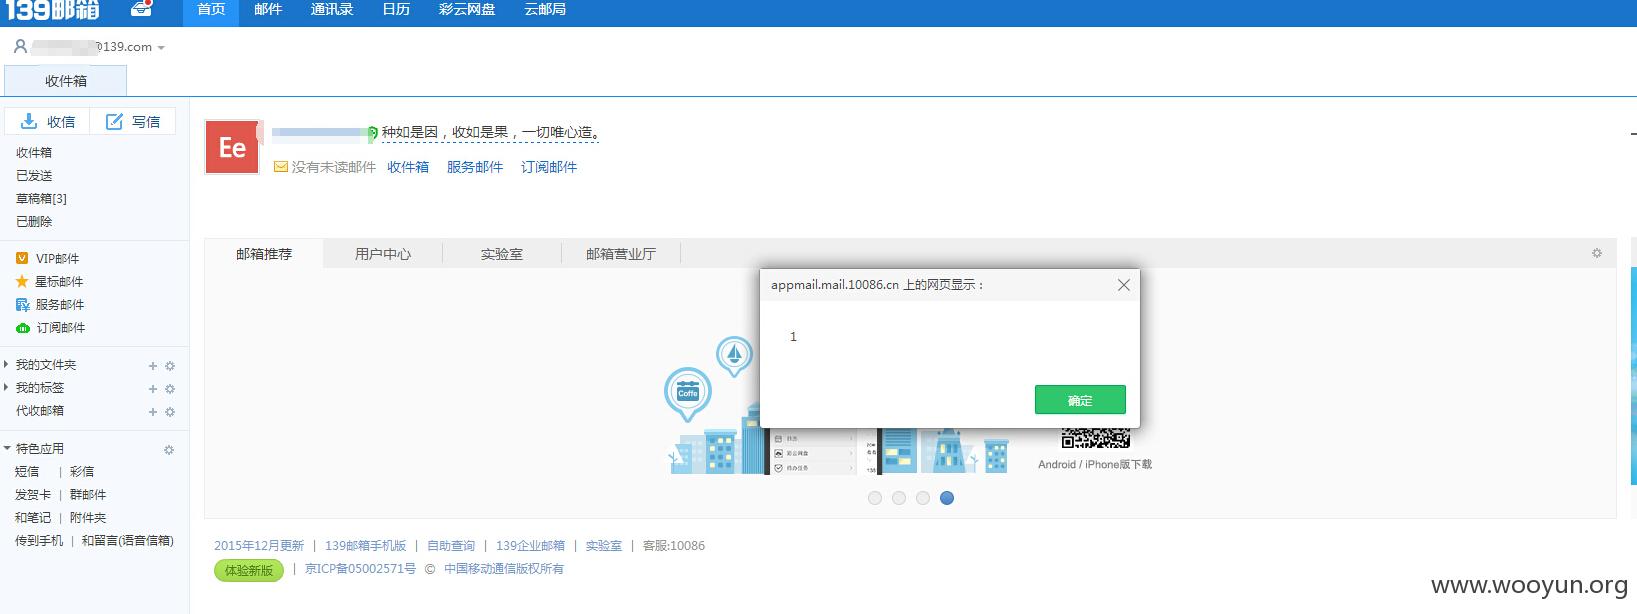 139邮箱 首页 邮件 通讯录 日历 彩云网盘 云邮局
@139.com
收件箱
收信 写信
收件箱
已发送
草稿箱[3]
已删除
VIP邮件
星标邮件
服务邮件
订阅邮件
我的文件夹
我的标签
代收邮箱
特色应用
短信 | 彩信
发贺卡 | 群邮件
和笔记 | 附件夹
传到手机 | 和留言(语音信箱)
Ee
种如是因，收如是果，一切唯心造。
没有未读邮件 收件箱 服务邮件 订阅邮件
邮箱推荐 用户中心 实验室 邮箱营业厅
appmail.mail.10086.cn 上的网页显示：
1
确定
Coffe
彩云网盘
待办任务
Android / iPhone版下载
2015年12月更新 | 139邮箱手机版 | 自助查询 | 139企业邮箱 | 实验室 | 客服:10086
体验新版 | 京ICP备05002571号 © 中国移动通信版权所有
www.wooyun.org